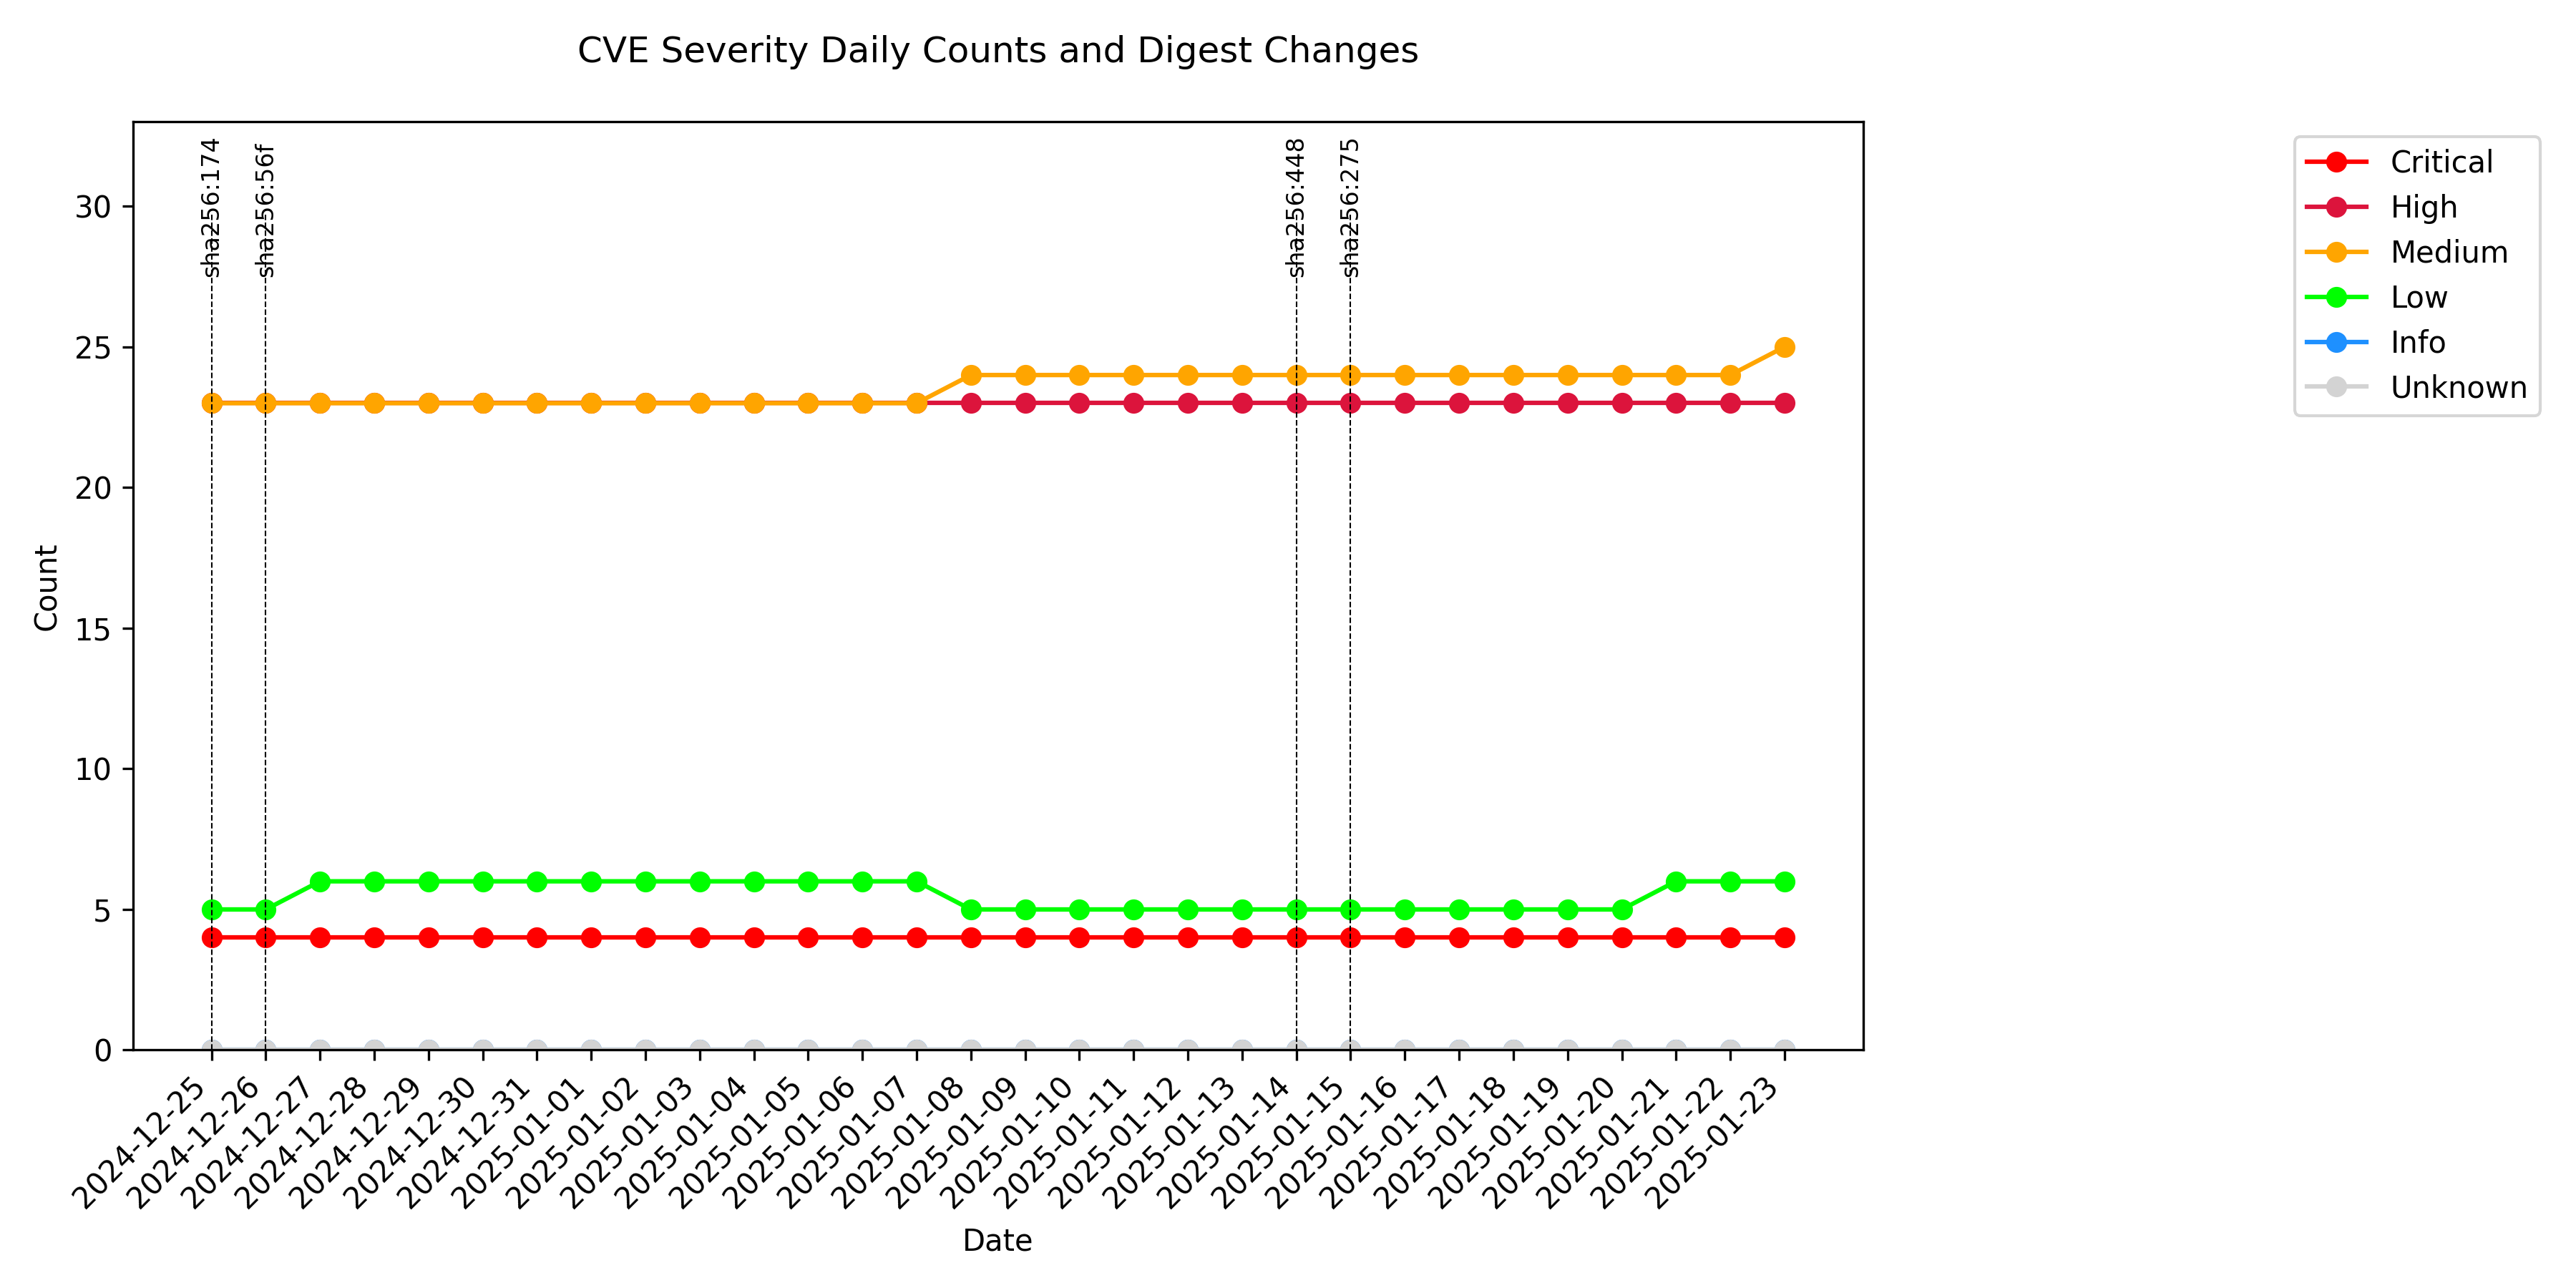 CVE Severity Daily Counts and Digest Changes
sha256:174
sha256:56f
sha256:448
sha256:275
Critical
High
Medium
Low
Info
Unknown
30
25
20
15
10
5
0
Count
2024-12-25
2024-12-26
2024-12-27
2024-12-28
2024-12-29
2024-12-30
2024-12-31
2025-01-01
2025-01-02
2025-01-03
2025-01-04
2025-01-05
2025-01-06
2025-01-07
2025-01-08
2025-01-09
2025-01-10
2025-01-11
2025-01-12
2025-01-13
2025-01-14
2025-01-15
2025-01-16
2025-01-17
2025-01-18
2025-01-19
2025-01-20
2025-01-21
2025-01-22
2025-01-23
Date